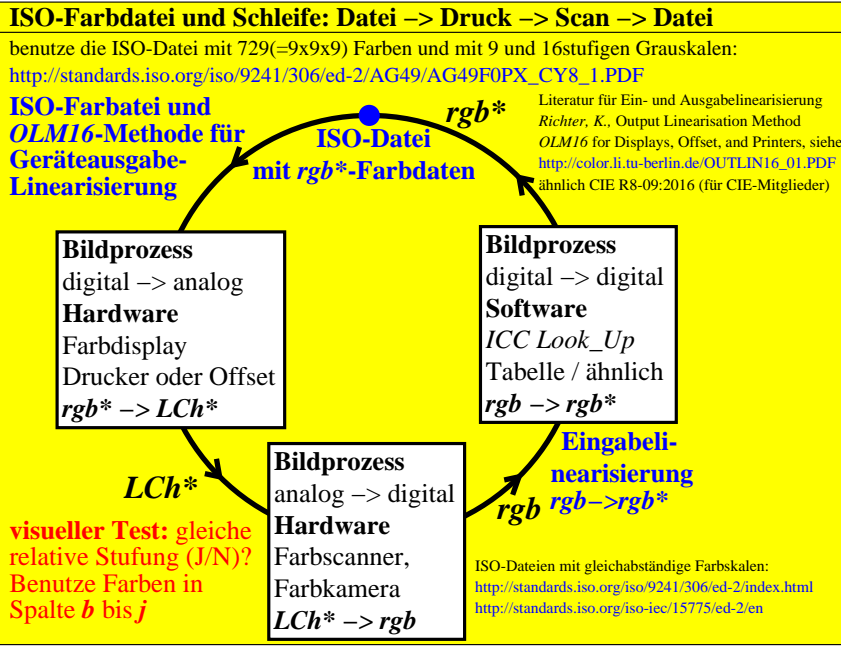 ISO-Farbdatei und Schleife: Datei −> Druck −> Scan −> Datei
benutze die ISO-Datei mit 729(=9x9x9) Farben und mit 9 und 16stufigen Grauskalen:
http://standards.iso.org/iso/9241/306/ed-2/AG49/AG49F0PX_CY8_1.PDF
ISO-Farbatei und
OLM16-Methode für
Geräteausgabe-
Linearisierung
ISO-Datei
mit rgb*-Farbdaten
rgb*
Literatur für Ein- und Ausgabelinearisierung
Richter, K., Output Linearisation Method
OLM16 for Displays, Offset, and Printers, siehe
http://color.li.tu-berlin.de/OUTLIN16_01.PDF
ähnlich CIE R8-09:2016 (für CIE-Mitglieder)
Bildprozess
digital −> analog
Hardware
Farbdisplay
Drucker oder Offset
rgb* −> LCh*
Bildprozess
digital −> digital
Software
ICC Look_Up
Tabelle / ähnlich
rgb −> rgb*
LCh*
Bildprozess
analog −> digital
Hardware
Farbscanner,
Farbkamera
LCh* −> rgb
rgb
Eingabeli-
nearisierung
rgb−>rgb*
visueller Test: gleiche
relative Stufung (J/N)?
Benutze Farben in
Spalte b bis j
ISO-Dateien mit gleichabständige Farbskalen:
http://standards.iso.org/iso/9241/306/ed-2/index.html
http://standards.iso.org/iso-iec/15775/ed-2/en